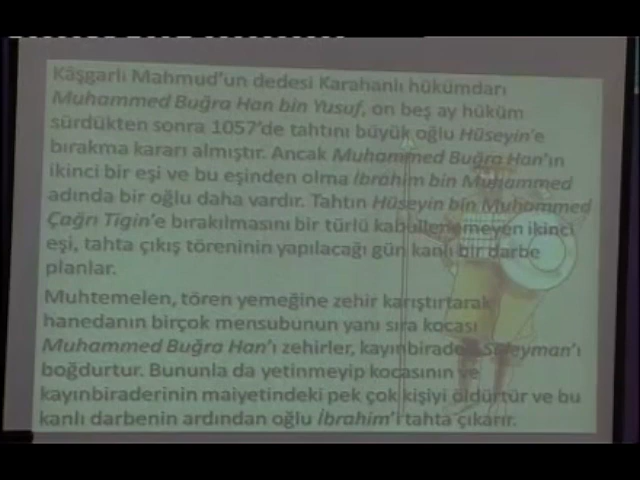 Kâşgarlı Mahmud'un dedesi Karahanlı hükümdarı
Muhammed Buğra Han bin Yusuf, on beş ay hüküm
sürdükten sonra 1057'de tahtını büyük oğlu Hüseyin'e
bırakma kararı almıştır. Ancak Muhammed Buğra Han'ın
ikinci bir eşi ve bu eşinden olma İbrahim bin Muhammed
adında bir oğlu daha vardır. Tahtın Hüseyin bin Muhammed
Çağrı Tigin'e bırakılmasını bir türlü kabullenemeyen ikinci
eşi, tahta çıkış töreninin yapılacağı gün kanlı bir darbe
planlar.
Muhtemelen, tören yemeğine zehir karıştırtarak
hanedanın birçok mensubunun yanı sıra kocası
Muhammed Buğra Han'ı zehirler, kayınbiraderi Süleyman'ı
boğdurtur. Bununla da yetinmeyip kocasının ve
kayınbiraderinin maiyetindeki pek çok kişiyi öldürtür ve bu
kanlı darbenin ardından oğlu İbrahim'i tahta çıkarır.